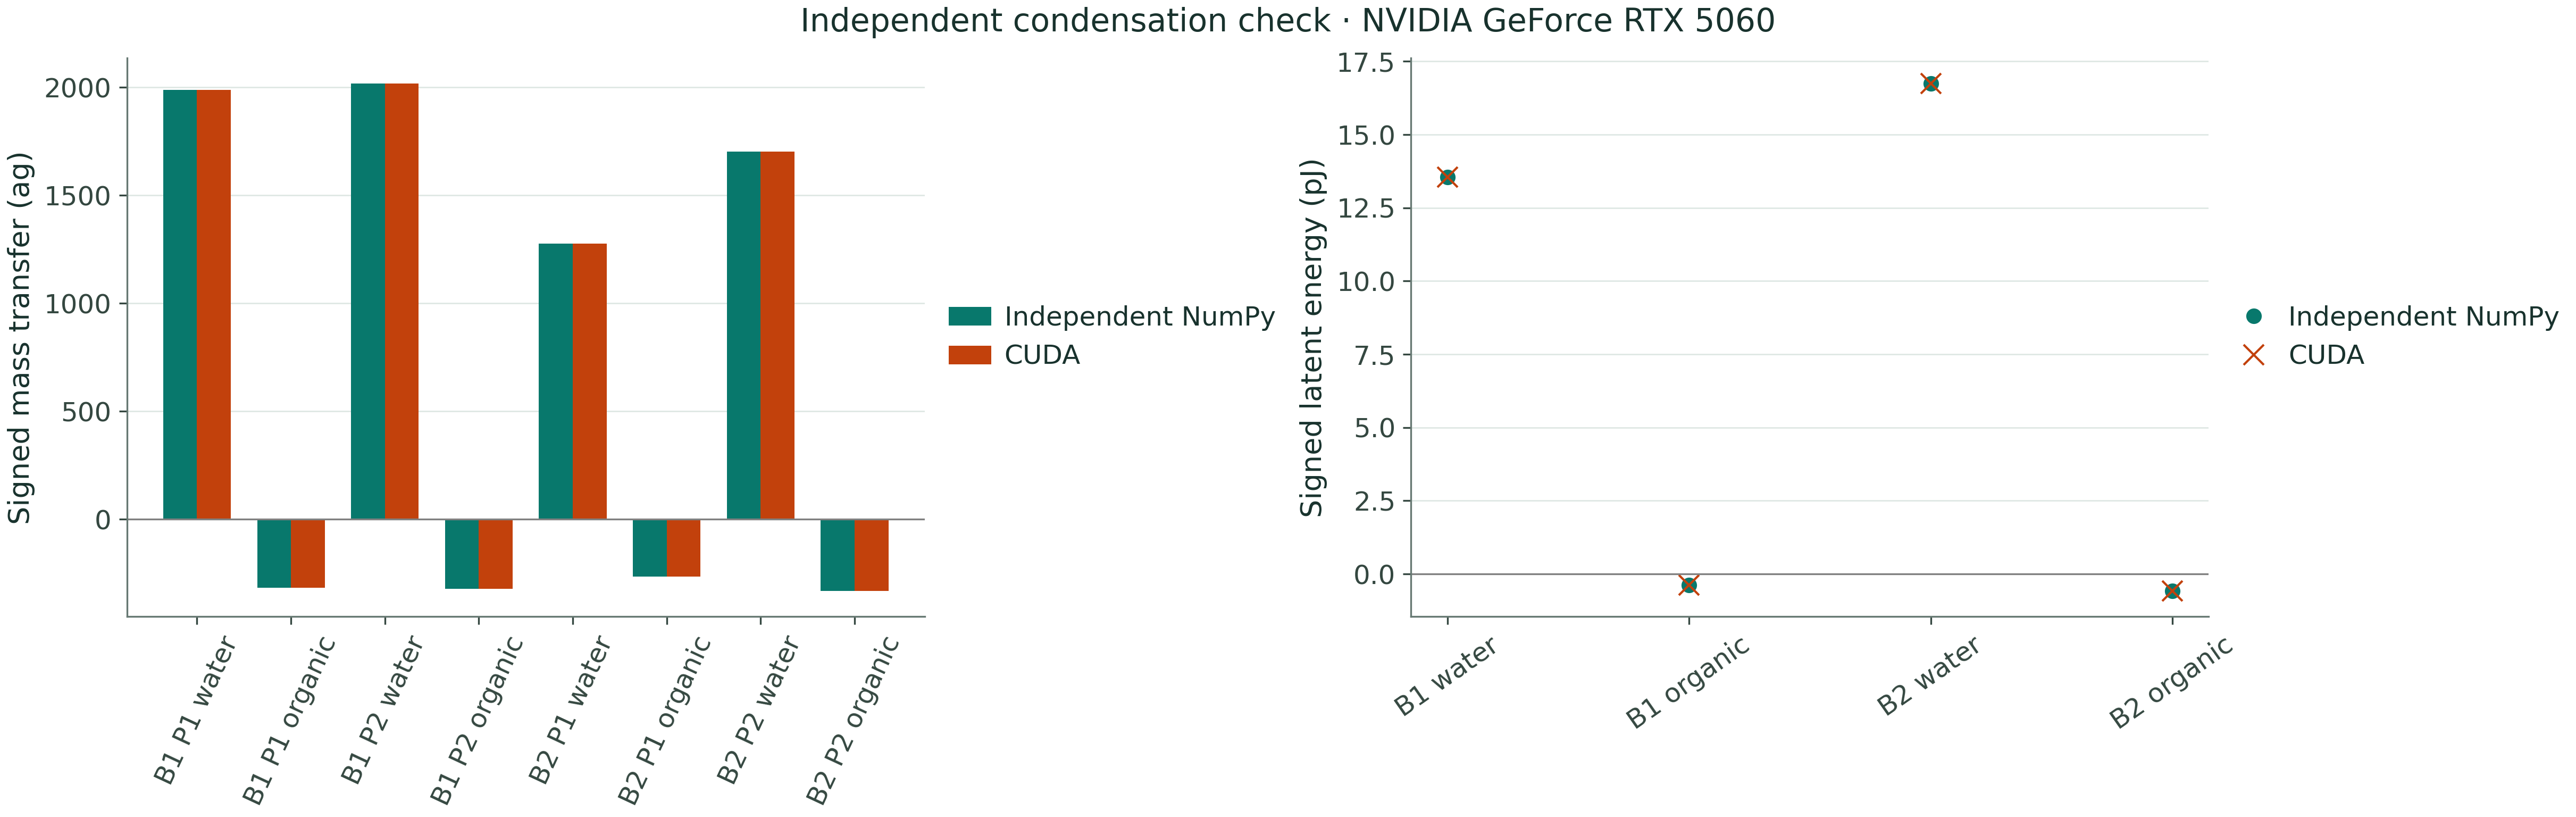 Independent condensation check · NVIDIA GeForce RTX 5060
Signed mass transfer (ag)
2000
1500
1000
500
0
B1 P1 water
B1 P1 organic
B1 P2 water
B1 P2 organic
B2 P1 water
B2 P1 organic
B2 P2 water
B2 P2 organic
Independent NumPy
CUDA
Signed latent energy (pJ)
17.5
15.0
12.5
10.0
7.5
5.0
2.5
0.0
B1 water
B1 organic
B2 water
B2 organic
Independent NumPy
CUDA